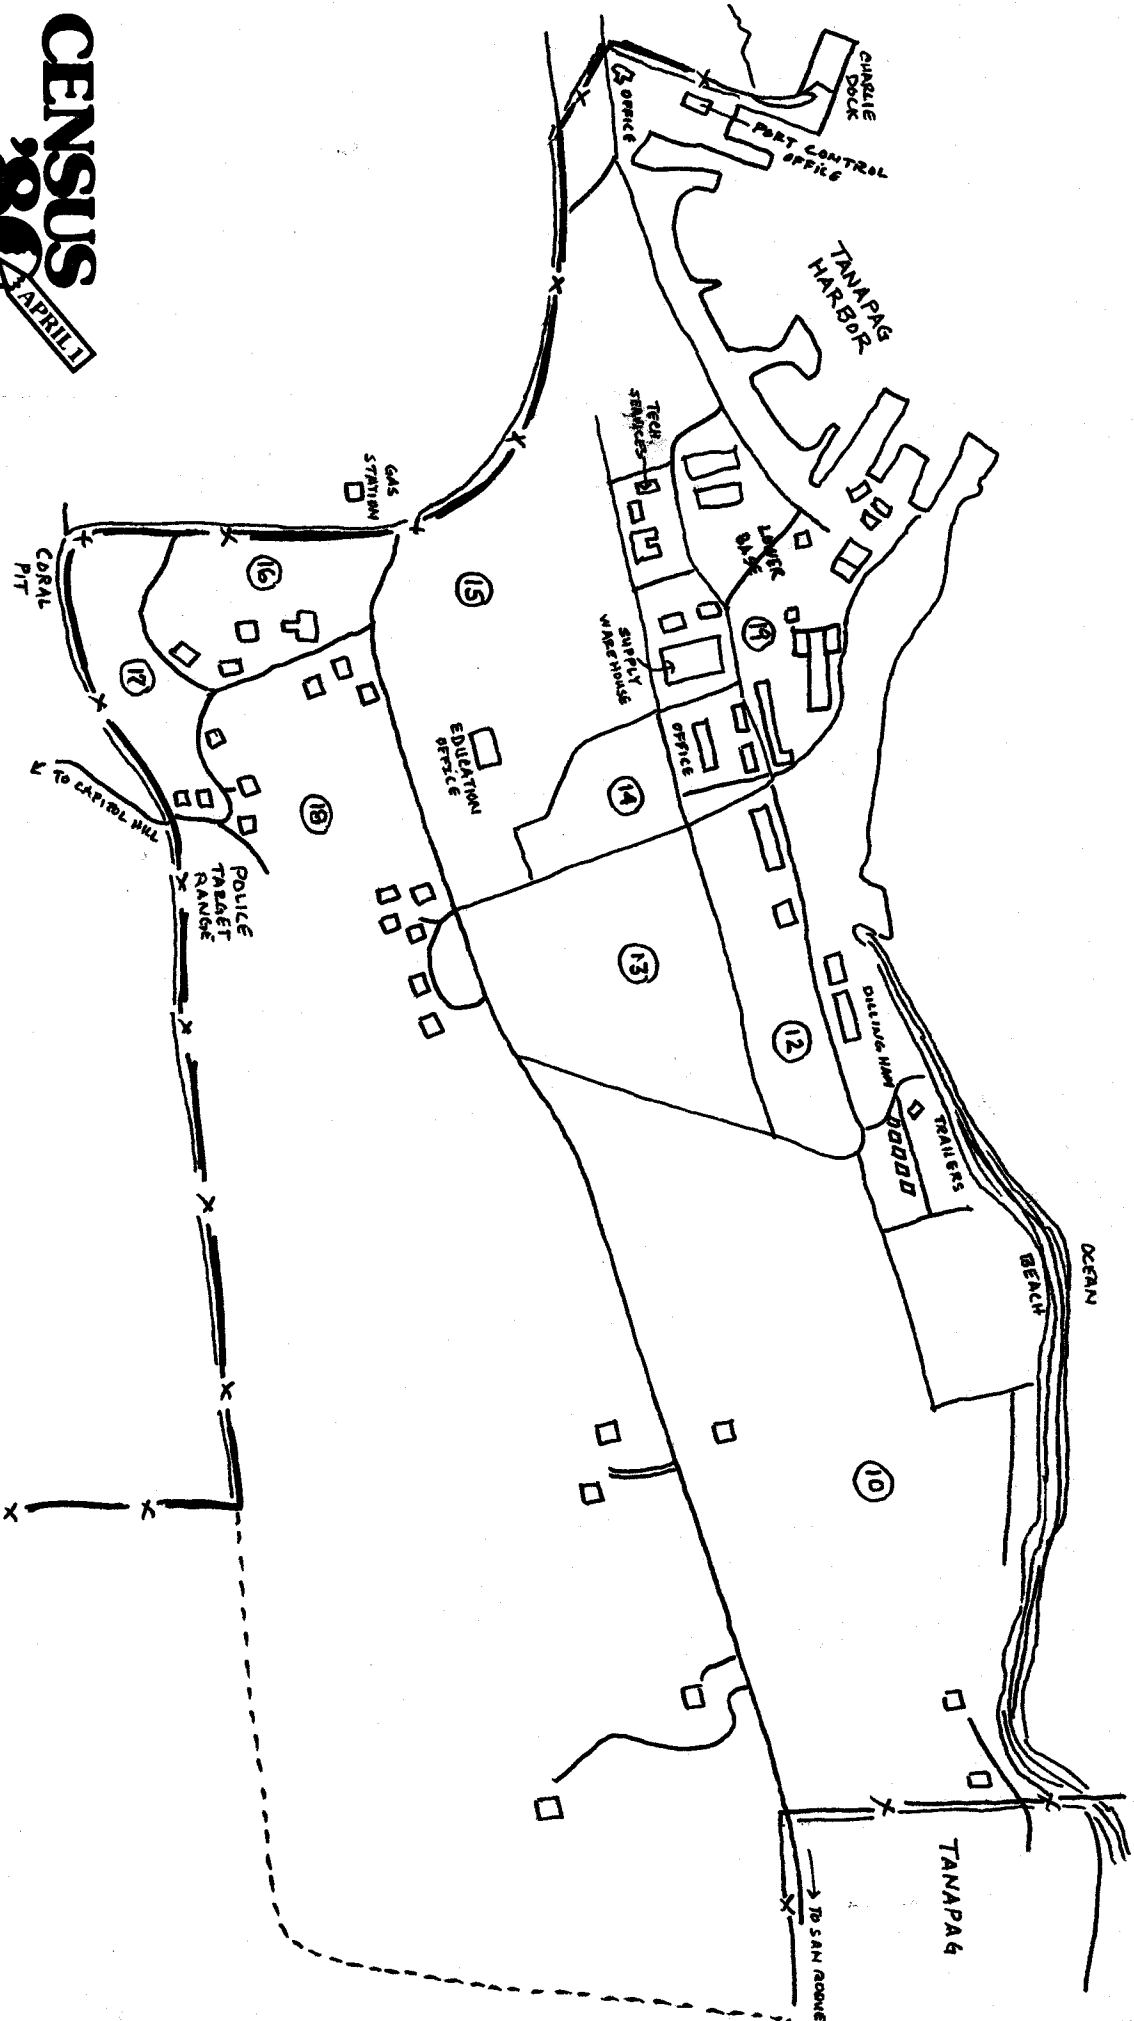 CENSUS
'80
APRIL 1
CHARLIE
DOCK
PORT CONTROL
OFFICE
OFFICE
TANAPAG
HARBOR
TECH.
SERVICES
LOWER
BASE
GAS
STATION
CORAL
PIT
16
15
19
17
SUPPLY
WAREHOUSE
OFFICE
EDUCATION
OFFICE
14
18
TO CAPITOL HILL
POLICE
TARGET
RANGE
13
12
DILLINGHAM
TRAILERS
BEACH
OCEAN
10
TANAPAG
TO SAN ROQUE